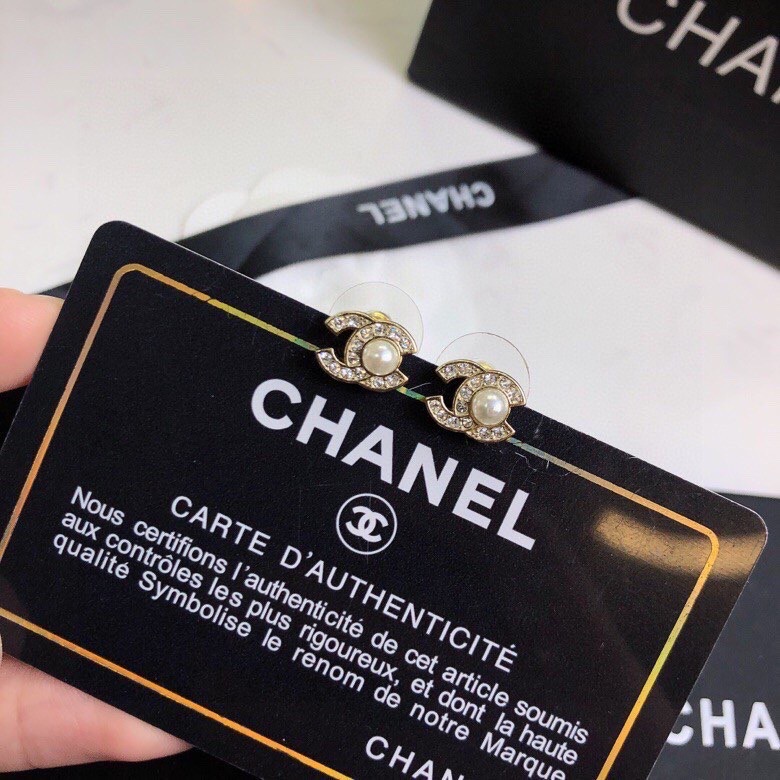 CHA
CHANEL
CHANEL
CARTE D'AUTHENTICITÉ
Nous certifions l'authenticité de cet article soumis
aux contrôles les plus rigoureux, et dont la haute
qualité Symbolise le renom de notre Marque
CHAN
CHA